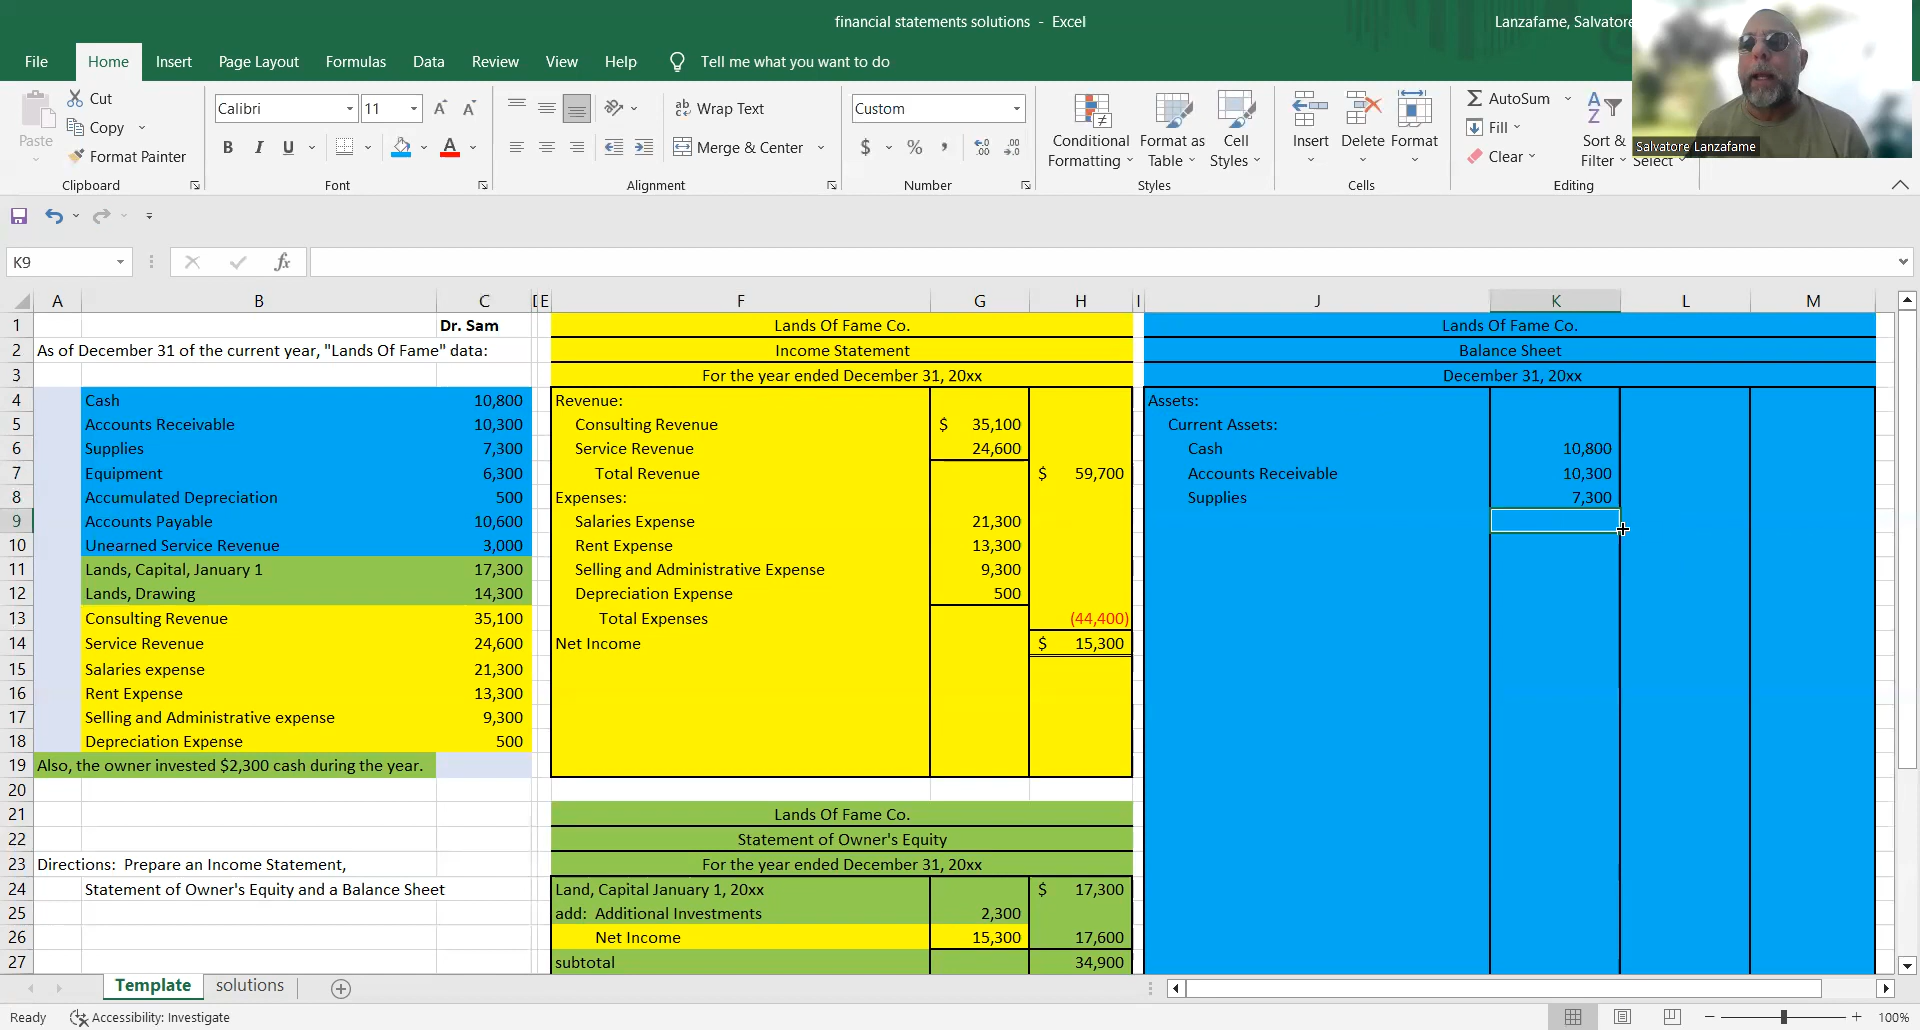 financial statements solutions - Excel
Lanzafame, Salvatore
File Home Insert Page Layout Formulas Data Review View Help Tell me what you want to do
Paste
Cut
Copy
Format Painter
Clipboard
Calibri 11
B I U A
Font
Wrap Text
Merge & Center
Alignment
Custom
$ % ,
Number
Conditional Formatting
Format as Table
Cell Styles
Styles
Insert Delete Format
Cells
AutoSum
Fill
Clear
Sort &
Filter
Select
Editing
Salvatore Lanzafame
K9 fx
A B C D E F G H I J K L M
1 Dr. Sam Lands Of Fame Co. Lands Of Fame Co.
2 As of December 31 of the current year, "Lands Of Fame" data: Income Statement Balance Sheet
3 For the year ended December 31, 20xx December 31, 20xx
4 Cash 10,800 Revenue: Assets:
5 Accounts Receivable 10,300 Consulting Revenue $ 35,100 Current Assets:
6 Supplies 7,300 Service Revenue 24,600 Cash 10,800
7 Equipment 6,300 Total Revenue $ 59,700 Accounts Receivable 10,300
8 Accumulated Depreciation 500 Expenses: Supplies 7,300
9 Accounts Payable 10,600 Salaries Expense 21,300
10 Unearned Service Revenue 3,000 Rent Expense 13,300
11 Lands, Capital, January 1 17,300 Selling and Administrative Expense 9,300
12 Lands, Drawing 14,300 Depreciation Expense 500
13 Consulting Revenue 35,100 Total Expenses (44,400)
14 Service Revenue 24,600 Net Income $ 15,300
15 Salaries expense 21,300
16 Rent Expense 13,300
17 Selling and Administrative expense 9,300
18 Depreciation Expense 500
19 Also, the owner invested $2,300 cash during the year.
20
21 Lands Of Fame Co.
22 Statement of Owner's Equity
23 Directions: Prepare an Income Statement, For the year ended December 31, 20xx
24 Statement of Owner's Equity and a Balance Sheet Land, Capital January 1, 20xx $ 17,300
25 add: Additional Investments 2,300
26 Net Income 15,300 17,600
27 subtotal 34,900
Template solutions
Ready Accessibility: Investigate 100%